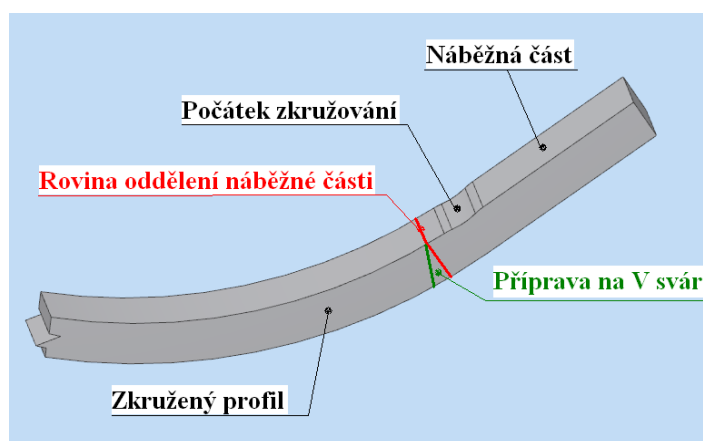 Náběžná část
Počátek zkružování
Rovina oddělení náběžné části
Příprava na V svár
Zkružený profil